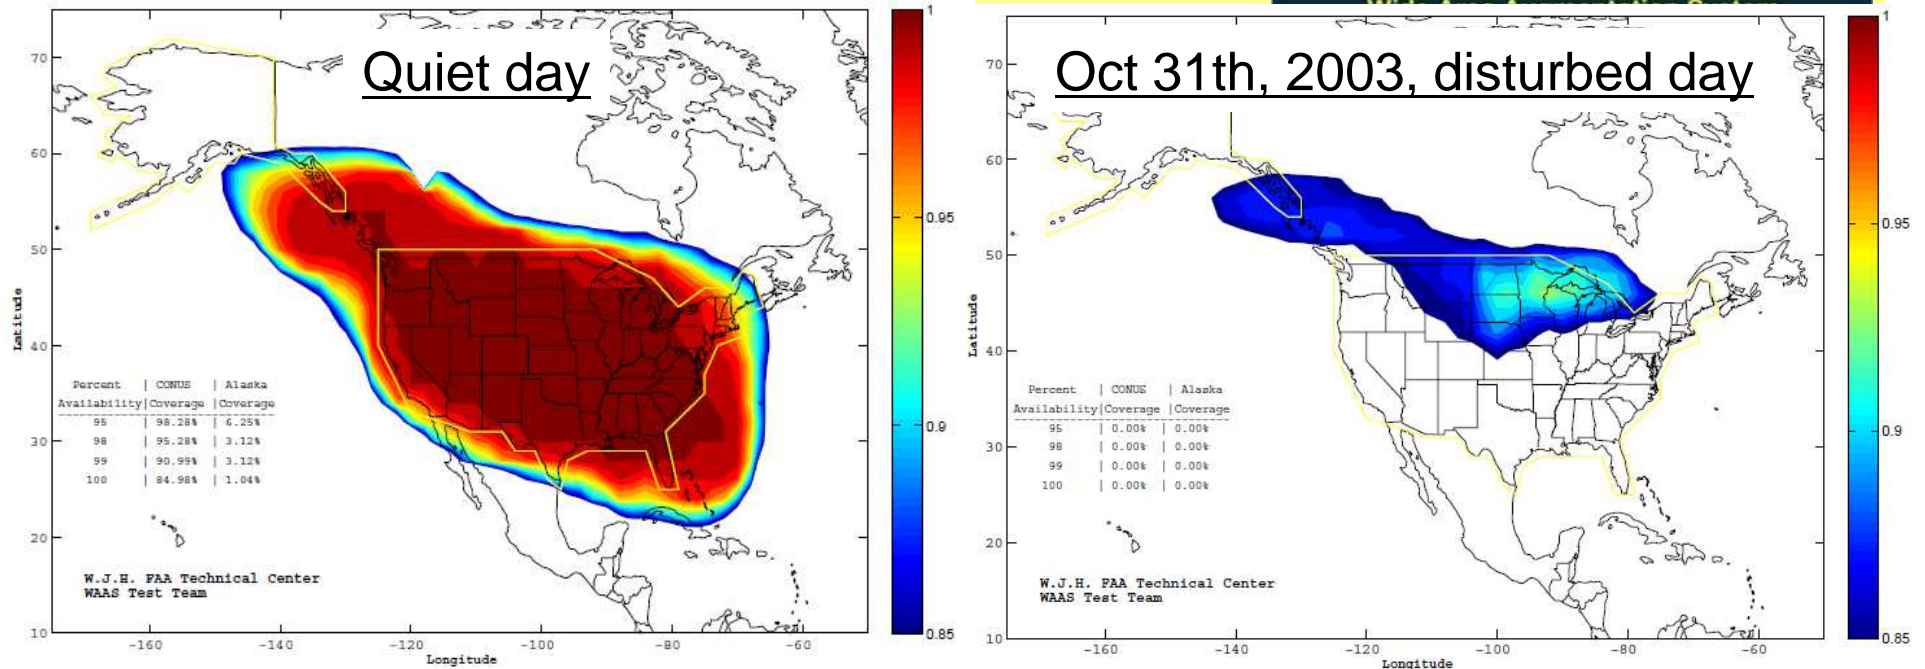 Quiet day
1
70
60
50
40
30
20
10
Latitude
0.95
0.9
0.85
Percent | CONUS | Alaska
Availability|Coverage |Coverage
95 | 98.28% | 6.25%
98 | 95.28% | 3.12%
99 | 90.99% | 3.12%
100 | 84.98% | 1.04%
W.J.H. FAA Technical Center
WAAS Test Team
-160 -140 -120 -100 -80 -60
Longitude
Wide Area Augmentation System
Oct 31th, 2003, disturbed day
1
70
60
50
40
30
20
10
Latitude
0.95
0.9
0.85
Percent | CONUS | Alaska
Availability|Coverage |Coverage
95 | 0.00% | 0.00%
98 | 0.00% | 0.00%
99 | 0.00% | 0.00%
100 | 0.00% | 0.00%
W.J.H. FAA Technical Center
WAAS Test Team
-160 -140 -120 -100 -80 -60
Longitude